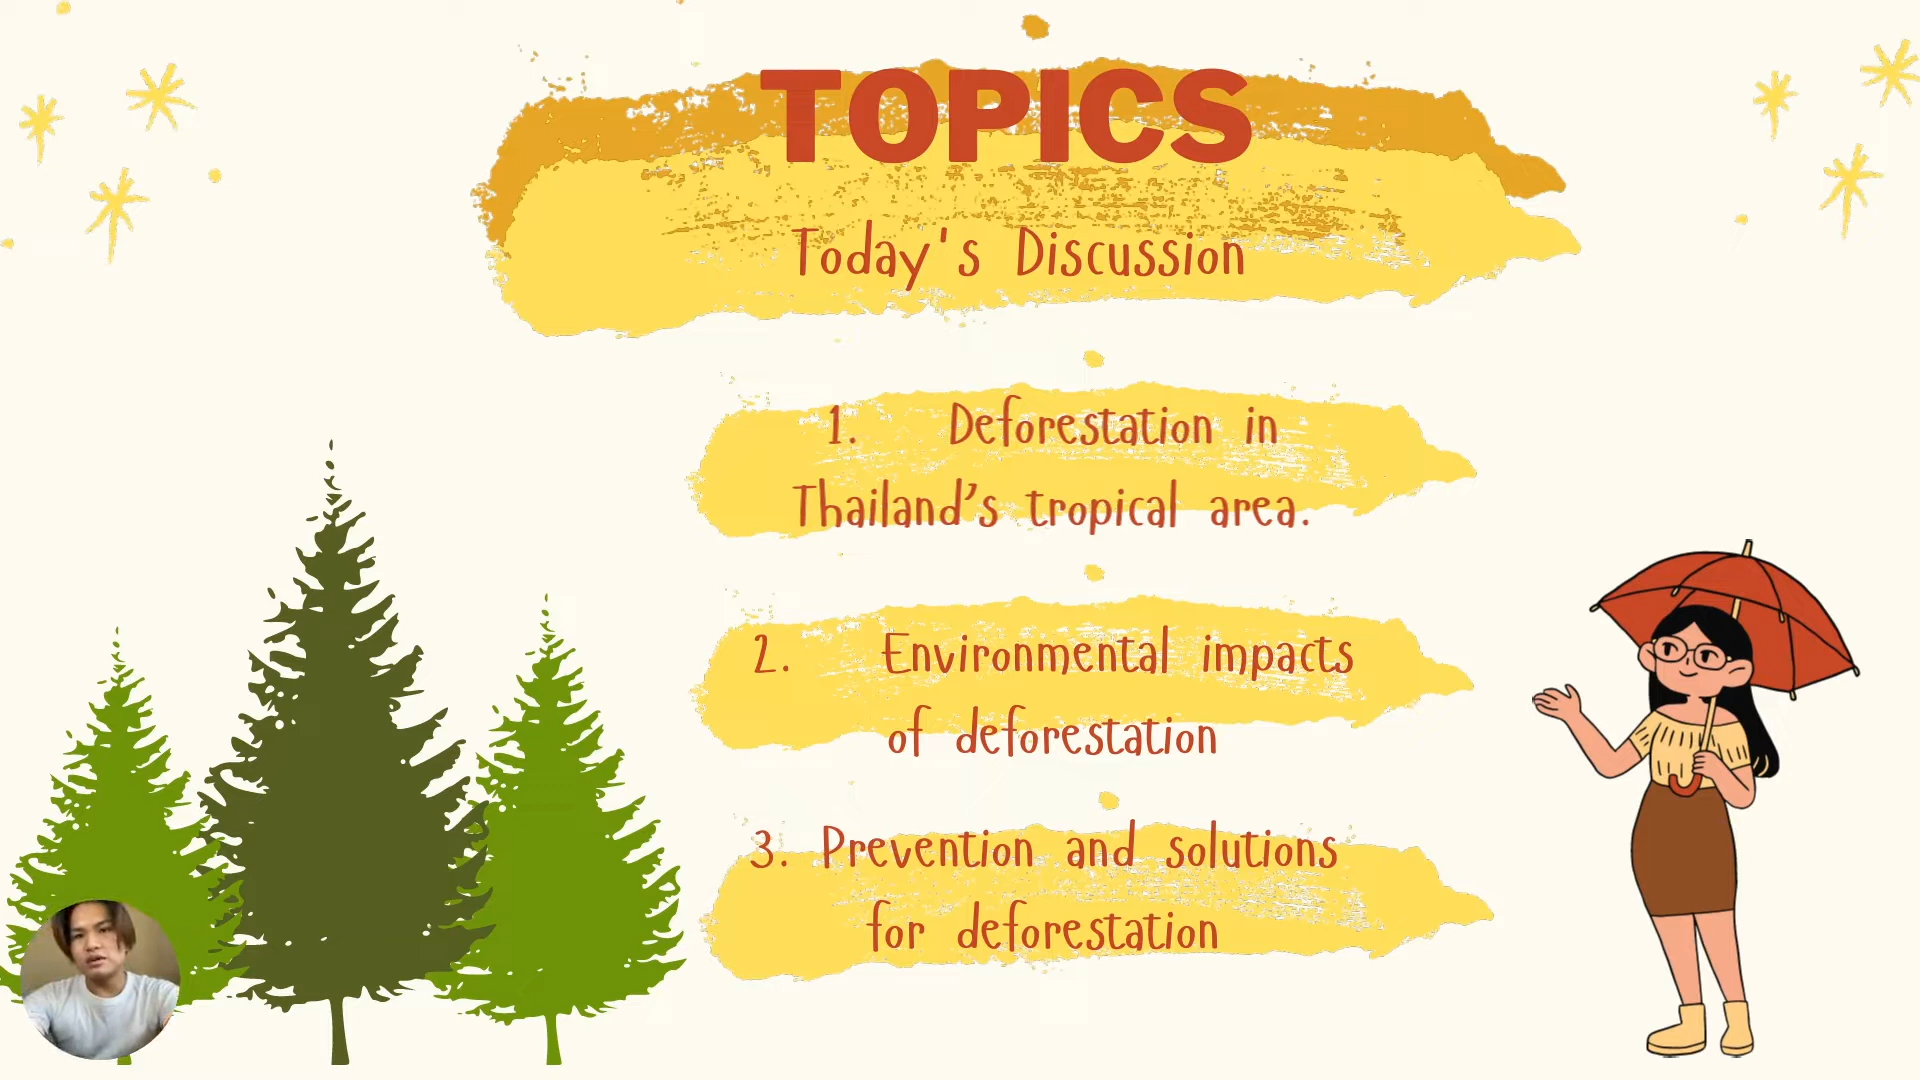 TOPICS
Today's Discussion
1. Deforestation in
Thailand’s tropical area.
2. Environmental impacts
of deforestation
3. Prevention and solutions
for deforestation